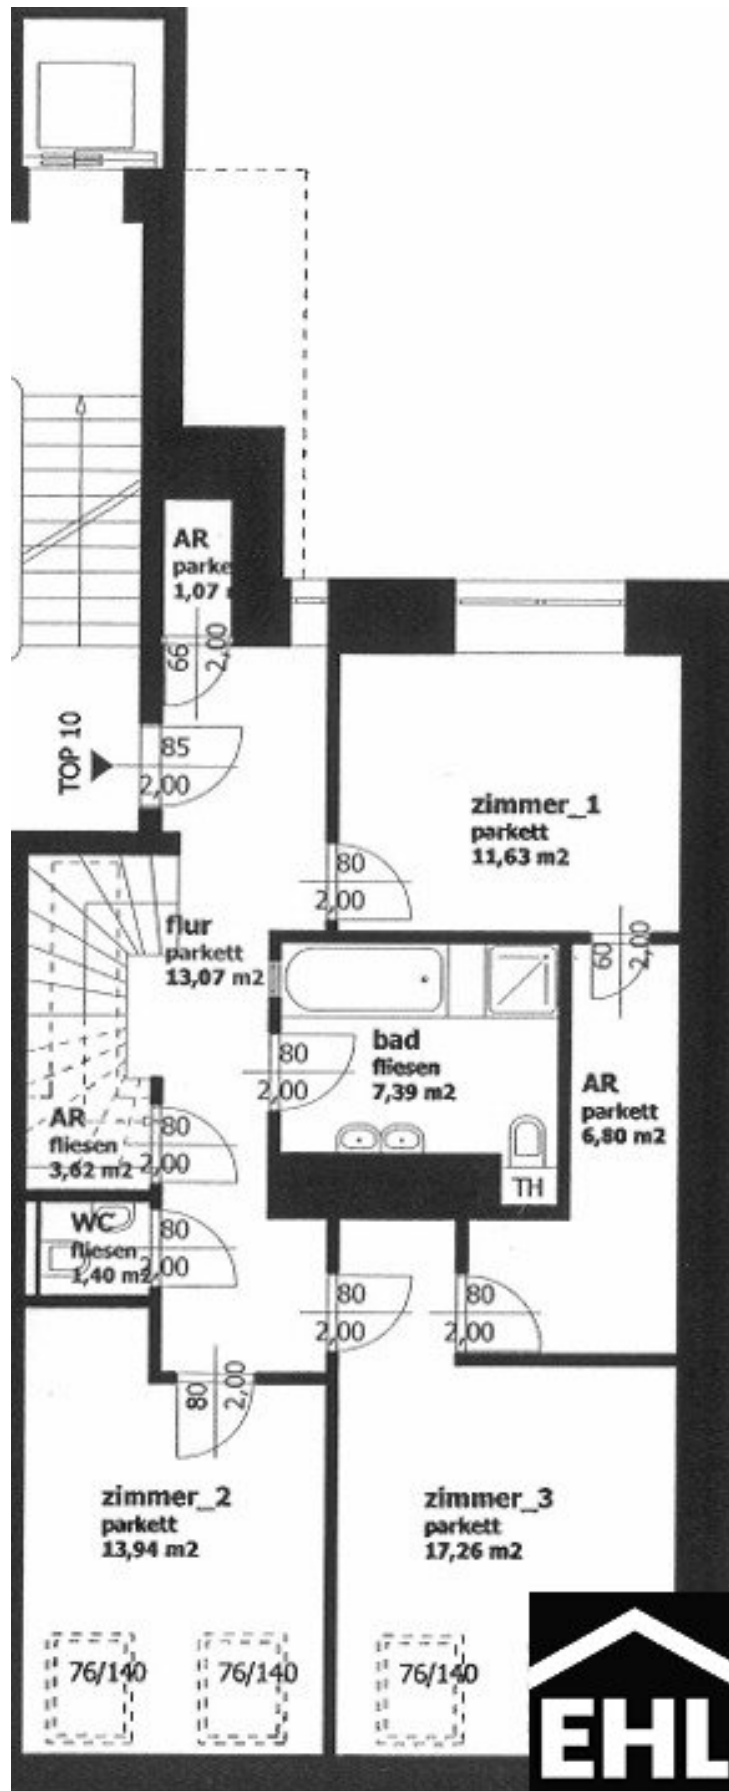 AR
parke
1,07
66
2,00
TOP 10
85
2,00
zimmer_1
parkett
11,63 m2
80
2,00
flur
parkett
13,07 m2
60
2,00
bad
fliesen
7,39 m2
80
2,00
AR
parkett
6,80 m2
AR
fliesen
3,62 m2
80
2,00
TH
WC
fliesen
1,40 m2
80
2,00
80
2,00
80
2,00
80
2,00
zimmer_2
parkett
13,94 m2
zimmer_3
parkett
17,26 m2
76/140
76/140
76/140
EHL